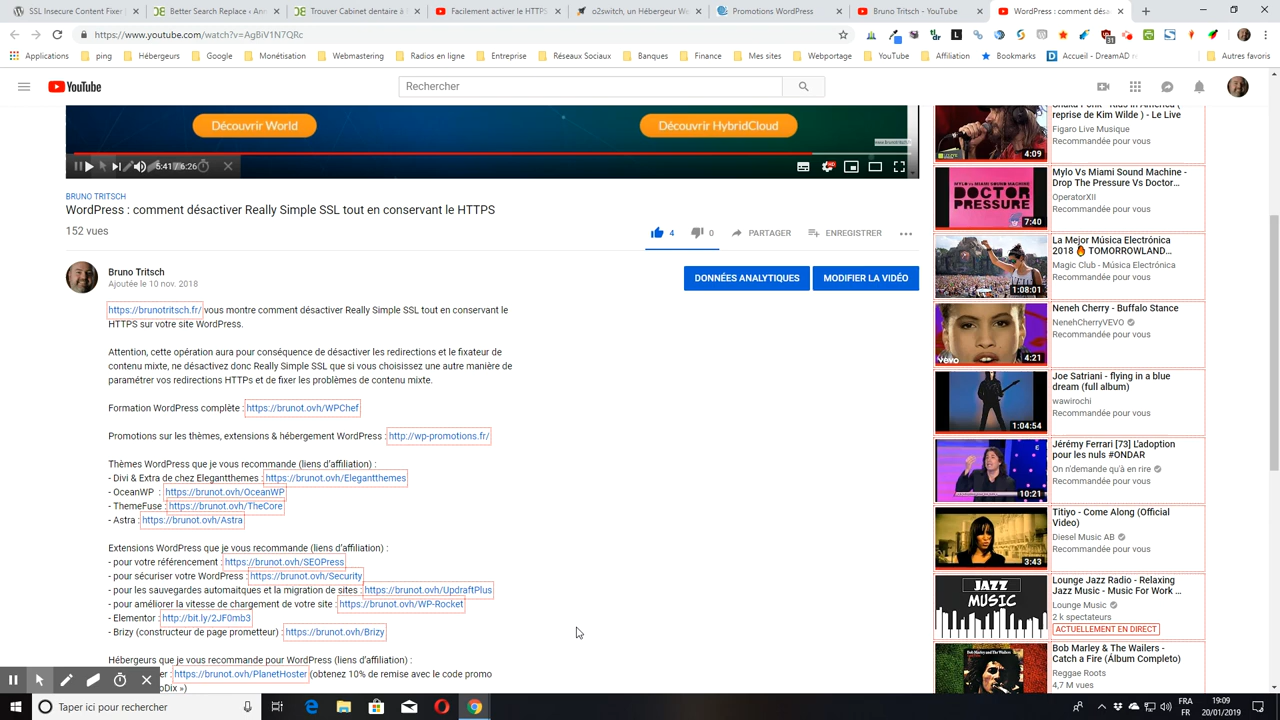 SSL Insecure Content Fixer
Better Search Replace ‹ Ann
Trouver Cabinet dentaire à
Facilement activer le HTTPS
o2switch, un Hébergeur W
Promotions WordPress
Bruno Tritsch - YouTube
WordPress : comment dés
https://www.youtube.com/watch?v=AgBiV1N7QRc
31
Applications
ping
Hébergeurs
Google
Monétisation
Webmastering
Radios en ligne
Entreprise
Réseaux Sociaux
Banques
Finance
Mes sites
Webportage
YouTube
Affiliation
Bookmarks
Accueil - DreamAD n
Autres favoris
YouTube
Rechercher
Découvrir World
Découvrir HybridCloud
5:41 / 6:26
BRUNO TRITSCH
WordPress : comment désactiver Really Simple SSL tout en conservant le HTTPS
152 vues
4
0
PARTAGER
ENREGISTRER
Bruno Tritsch
Ajoutée le 10 nov. 2018
DONNÉES ANALYTIQUES
MODIFIER LA VIDÉO
https://brunotritsch.fr/ vous montre comment désactiver Really Simple SSL tout en conservant le
HTTPS sur votre site WordPress.
Attention, cette opération aura pour conséquence de désactiver les redirections et le fixateur de
contenu mixte, ne désactivez donc Really Simple SSL que si vous choisissez une autre manière de
paramétrer vos redirections HTTPs et de fixer les problèmes de contenu mixte.
Formation WordPress complète : https://brunot.ovh/WPChef
Promotions sur les thèmes, extensions & hébergement WordPress : http://wp-promotions.fr/
Thèmes WordPress que je vous recommande (liens d'affiliation) :
- Divi & Extra de chez Elegantthemes : https://brunot.ovh/Elegantthemes
- OceanWP : https://brunot.ovh/OceanWP
- ThemeFuse : https://brunot.ovh/TheCore
- Astra : https://brunot.ovh/Astra
Extensions WordPress que je vous recommande (liens d'affiliation) :
- pour votre référencement : https://brunot.ovh/SEOPress
- pour sécuriser votre WordPress : https://brunot.ovh/Security
- pour les sauvegardes automaitques et la migration de sites : https://brunot.ovh/UpdraftPlus
- pour améliorer la vitesse de chargement de votre site : https://brunot.ovh/WP-Rocket
- Elementor : http://bit.ly/2JF0mb3
- Brizy (constructeur de page prometteur) : https://brunot.ovh/Brizy
Hébergeurs que je vous recommande pour WordPress (liens d'affiliation) :
er : https://brunot.ovh/PlanetHoster (obtenez 10% de remise avec le code promo
oDix »)
reprise de Kim Wilde ) - Le Live
Figaro Live Musique
Recommandée pour vous
4:09
Mylo Vs Miami Sound Machine -
Drop The Pressure Vs Doctor…
OperatorXII
Recommandée pour vous
DOCTOR
PRESSURE
7:40
La Mejor Música Electrónica
2018 🔥 TOMORROWLAND…
Magic Club - Música Electrónica
Recommandée pour vous
1:08:01
Neneh Cherry - Buffalo Stance
NenehCherryVEVO
Recommandée pour vous
vevo
4:21
Joe Satriani - flying in a blue
dream (full album)
wawirochi
Recommandée pour vous
1:04:54
Jérémy Ferrari [73] L'adoption
pour les nuls #ONDAR
On n'demande qu'à en rire
Recommandée pour vous
10:21
Titiyo - Come Along (Official
Video)
Diesel Music AB
Recommandée pour vous
3:43
Lounge Jazz Radio - Relaxing
Jazz Music - Music For Work …
Lounge Music
2 k spectateurs
ACTUELLEMENT EN DIRECT
JAZZ
MUSIC
Bob Marley & The Wailers -
Catch a Fire (Álbum Completo)
Reggae Roots
4,7 M vues
Taper ici pour rechercher
FRA
FR
19:09
20/01/2019